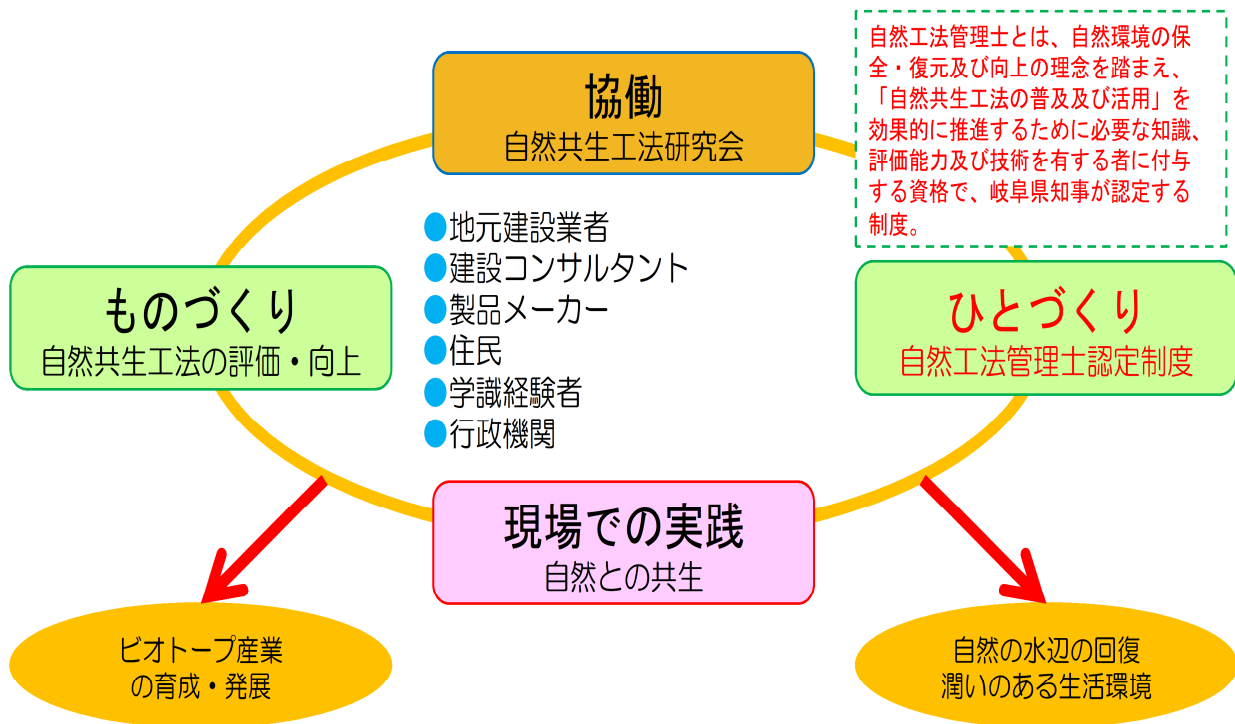 協働
自然共生工法研究会
自然工法管理士とは、自然環境の保
全・復元及び向上の理念を踏まえ、
「自然共生工法の普及及び活用」を
効果的に推進するために必要な知識、
評価能力及び技術を有する者に付与
する資格で、岐阜県知事が認定する
制度。
●地元建設業者
●建設コンサルタント
●製品メーカー
●住民
●学識経験者
●行政機関
ものづくり
自然共生工法の評価・向上
ひとづくり
自然工法管理士認定制度
現場での実践
自然との共生
ビオトープ産業
の育成・発展
自然の水辺の回復
潤いのある生活環境